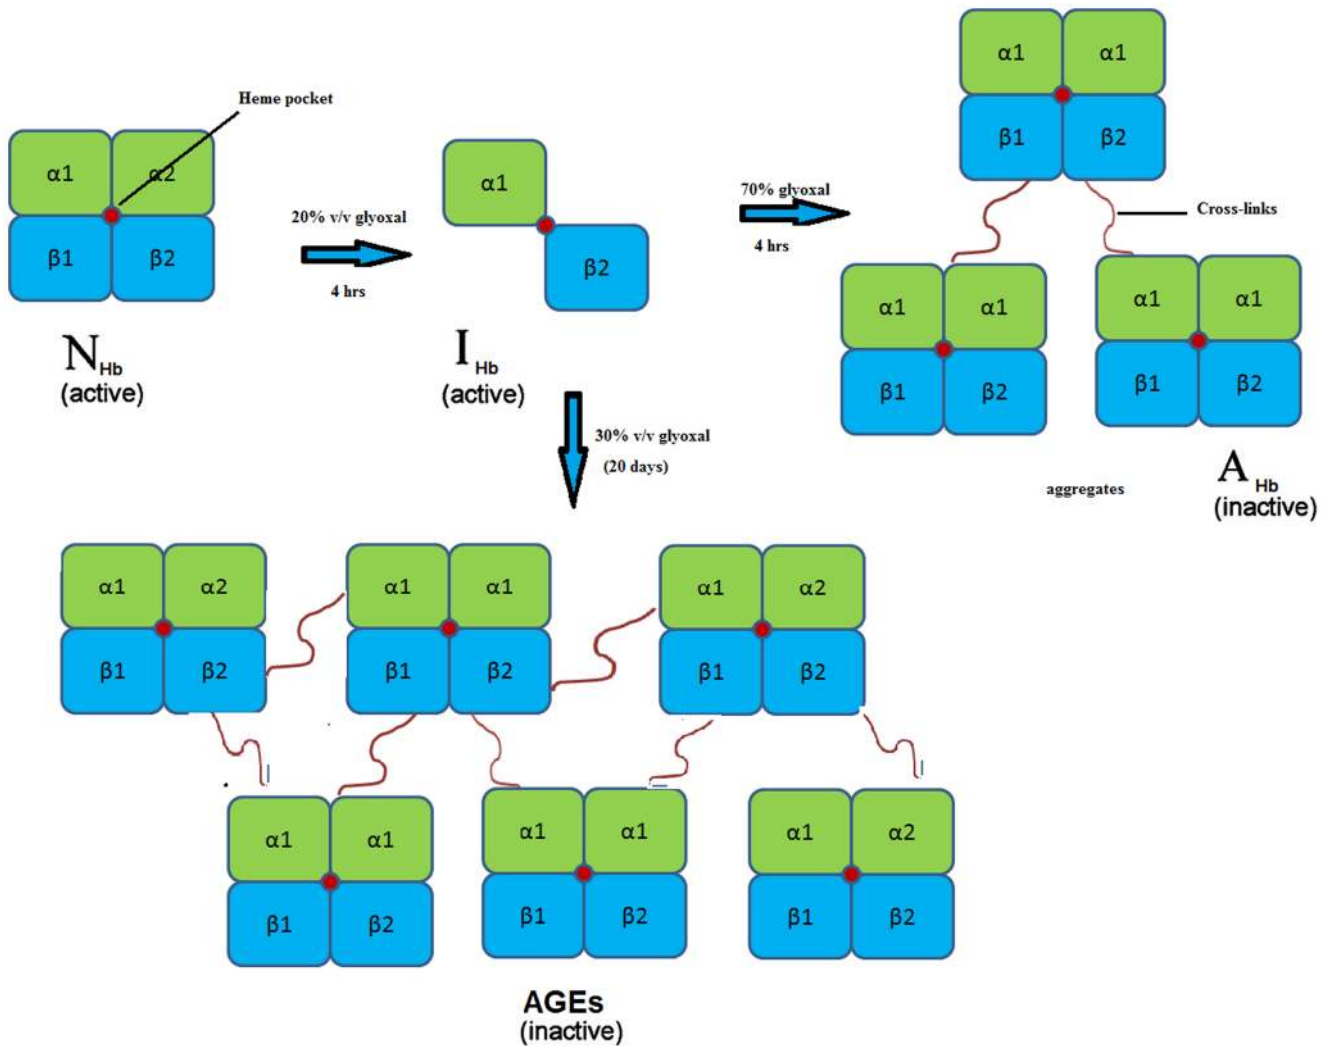 Heme pocket
α1 α2
β1 β2
N Hb
(active)
20% v/v glyoxal
4 hrs
α1
β2
I Hb
(active)
70% glyoxal
4 hrs
α1 α1
β1 β2
Cross-links
α1 α1
β1 β2
α1 α1
β1 β2
aggregates
A Hb
(inactive)
30% v/v glyoxal
(20 days)
α1 α2
β1 β2
α1 α1
β1 β2
α1 α2
β1 β2
α1 α1
β1 β2
α1 α1
β1 β2
α1 α2
β1 β2
AGEs
(inactive)